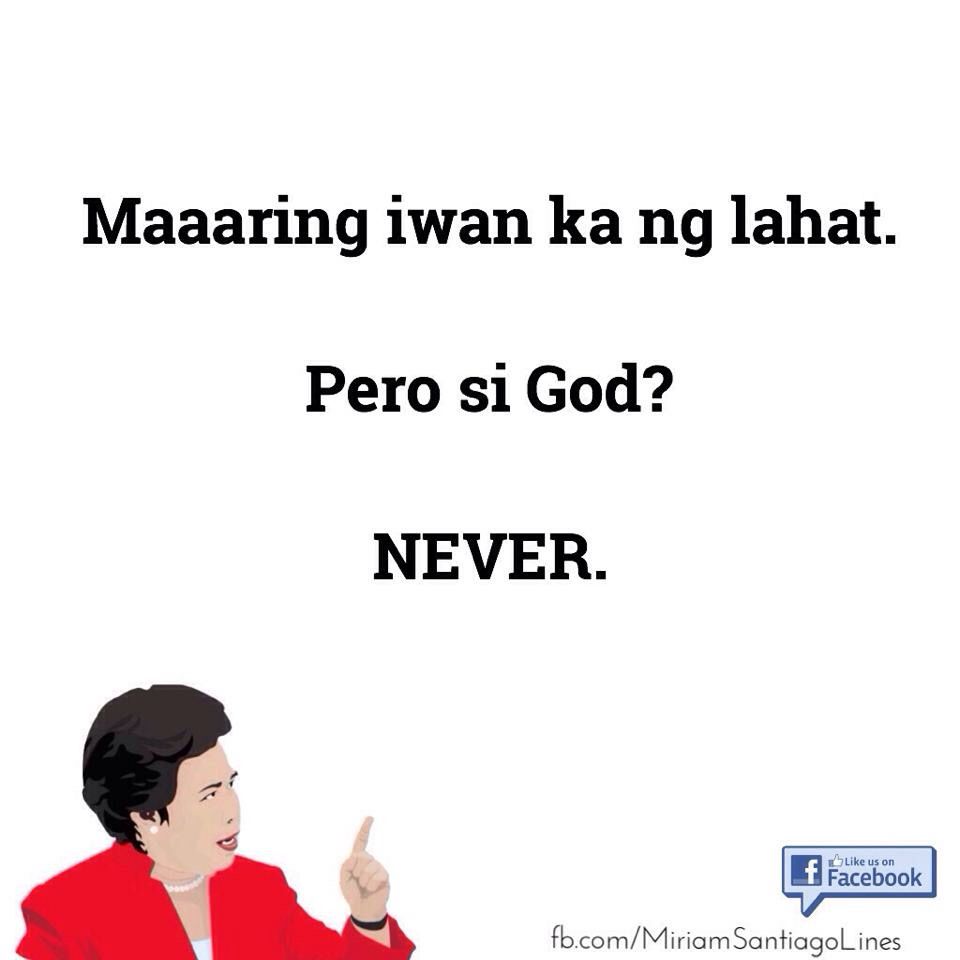 Maaaring iwan ka ng lahat.
Pero si God?
NEVER.
f Like us on
Facebook
fb.com/MiriamSantiagoLines